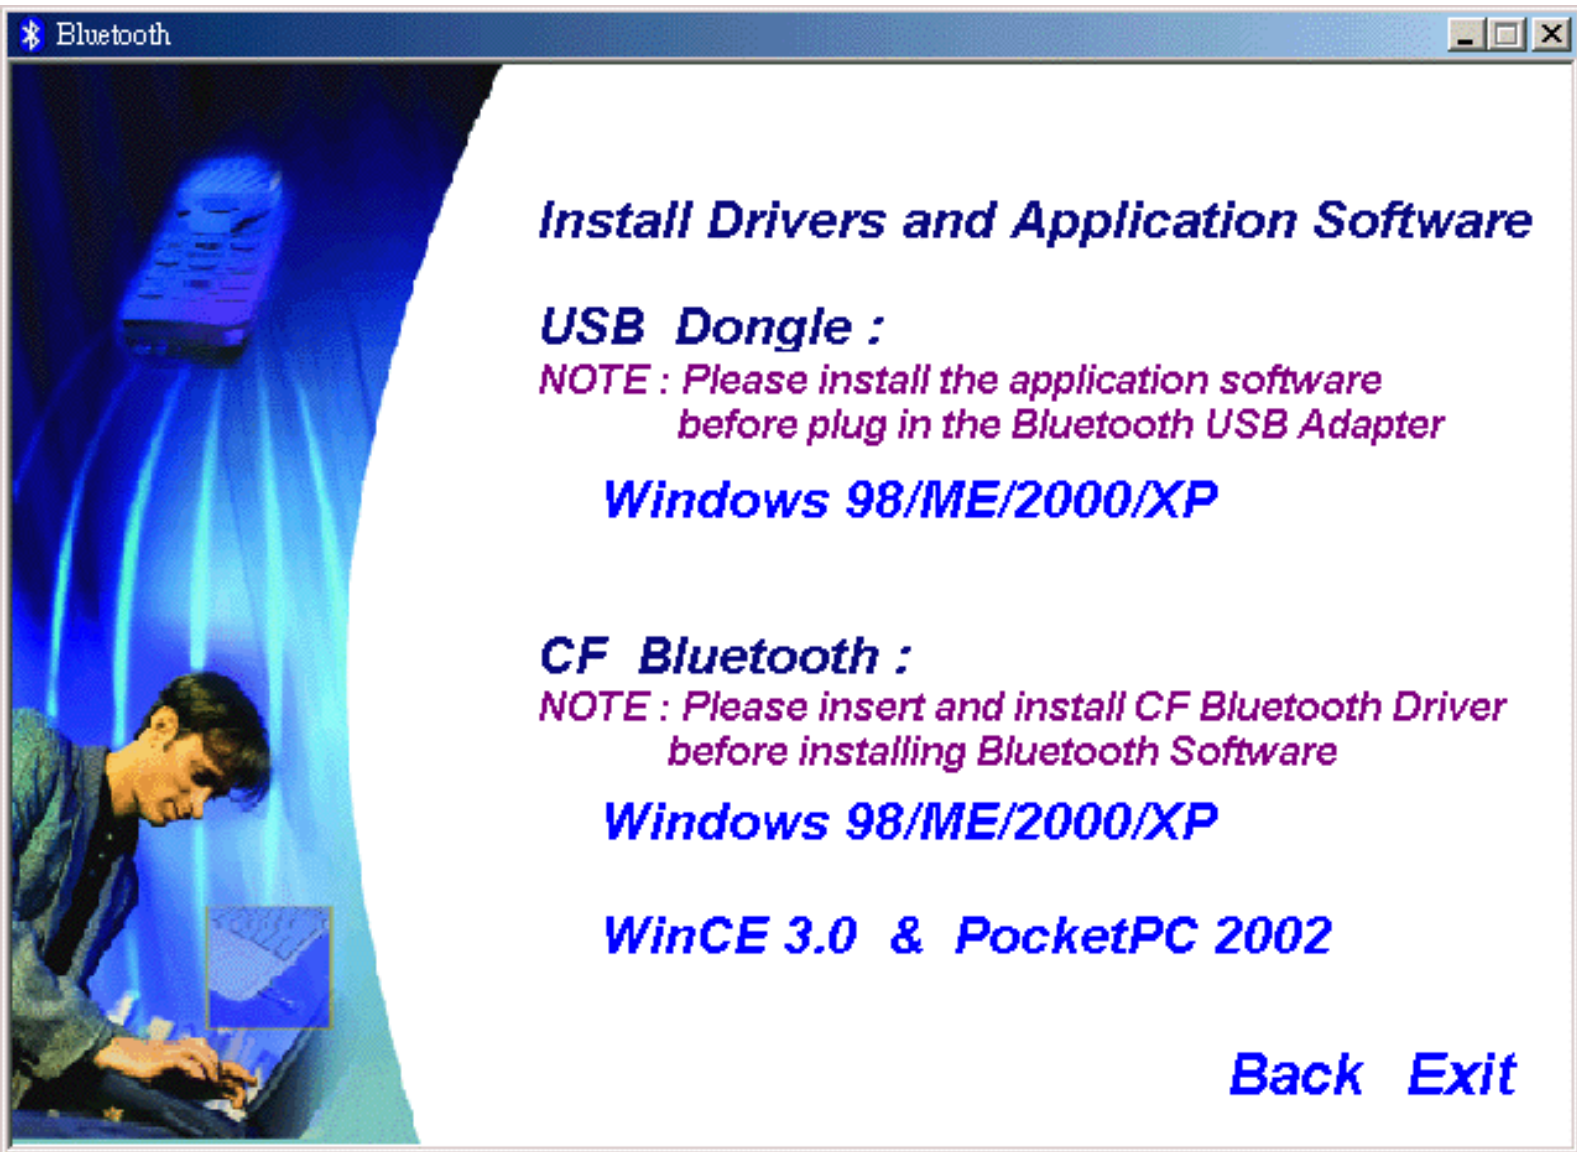 Bluetooth
Install Drivers and Application Software
USB Dongle :
NOTE : Please install the application software
before plug in the Bluetooth USB Adapter
Windows 98/ME/2000/XP
CF Bluetooth :
NOTE : Please insert and install CF Bluetooth Driver
before installing Bluetooth Software
Windows 98/ME/2000/XP
WinCE 3.0 & PocketPC 2002
Back Exit